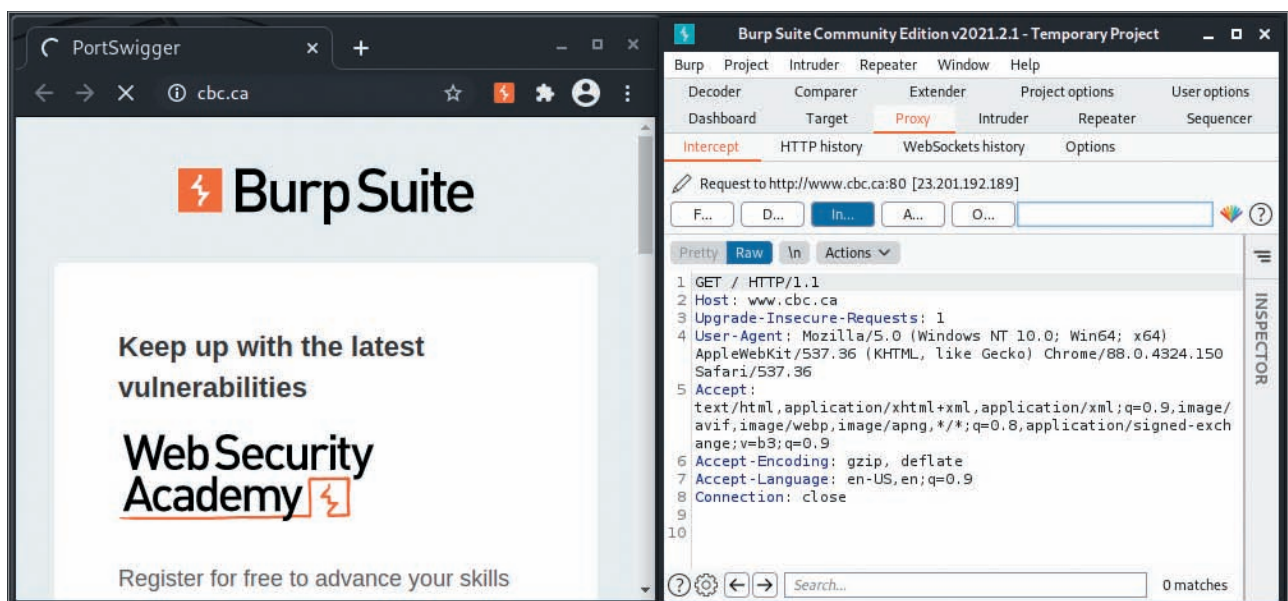 PortSwigger
cbc.ca
Burp Suite
Keep up with the latest
vulnerabilities
Web Security
Academy
Register for free to advance your skills
Burp Suite Community Edition v2021.2.1 - Temporary Project
Burp Project Intruder Repeater Window Help
Decoder Comparer Extender Project options User options
Dashboard Target Proxy Intruder Repeater Sequencer
Intercept HTTP history WebSockets history Options
Request to http://www.cbc.ca:80 [23.201.192.189]
F... D... In... A... O...
Pretty Raw \n Actions
1 GET / HTTP/1.1
2 Host: www.cbc.ca
3 Upgrade-Insecure-Requests: 1
4 User-Agent: Mozilla/5.0 (Windows NT 10.0; Win64; x64)
AppleWebKit/537.36 (KHTML, like Gecko) Chrome/88.0.4324.150
Safari/537.36
5 Accept:
text/html,application/xhtml+xml,application/xml;q=0.9,image/
avif,image/webp,image/apng,*/*;q=0.8,application/signed-exch
ange;v=b3;q=0.9
6 Accept-Encoding: gzip, deflate
7 Accept-Language: en-US,en;q=0.9
8 Connection: close
9
10
INSPECTOR
Search... 0 matches